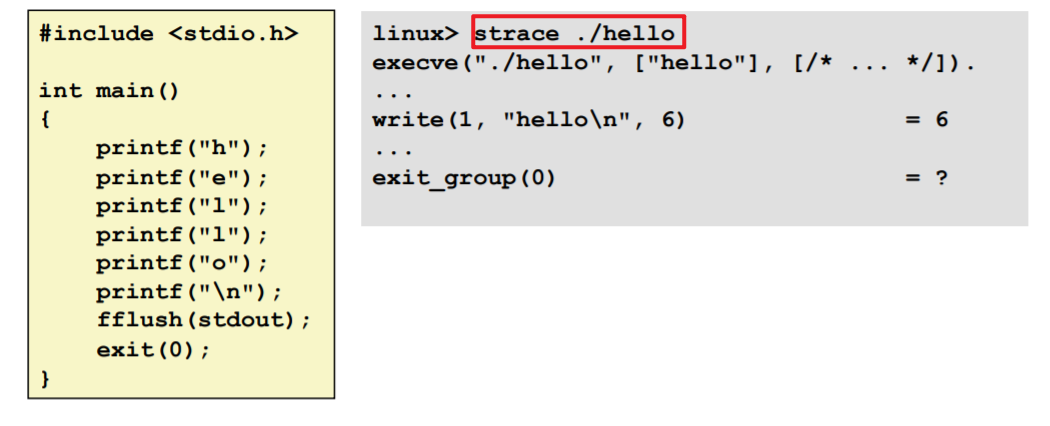 #include <stdio.h>
int main()
{
    printf("h");
    printf("e");
    printf("l");
    printf("l");
    printf("o");
    printf("\n");
    fflush(stdout);
    exit(0);
}
linux> strace ./hello
execve("./hello", ["hello"], [/* ... */]).
...
write(1, "hello\n", 6)                  = 6
...
exit_group(0)                           = ?